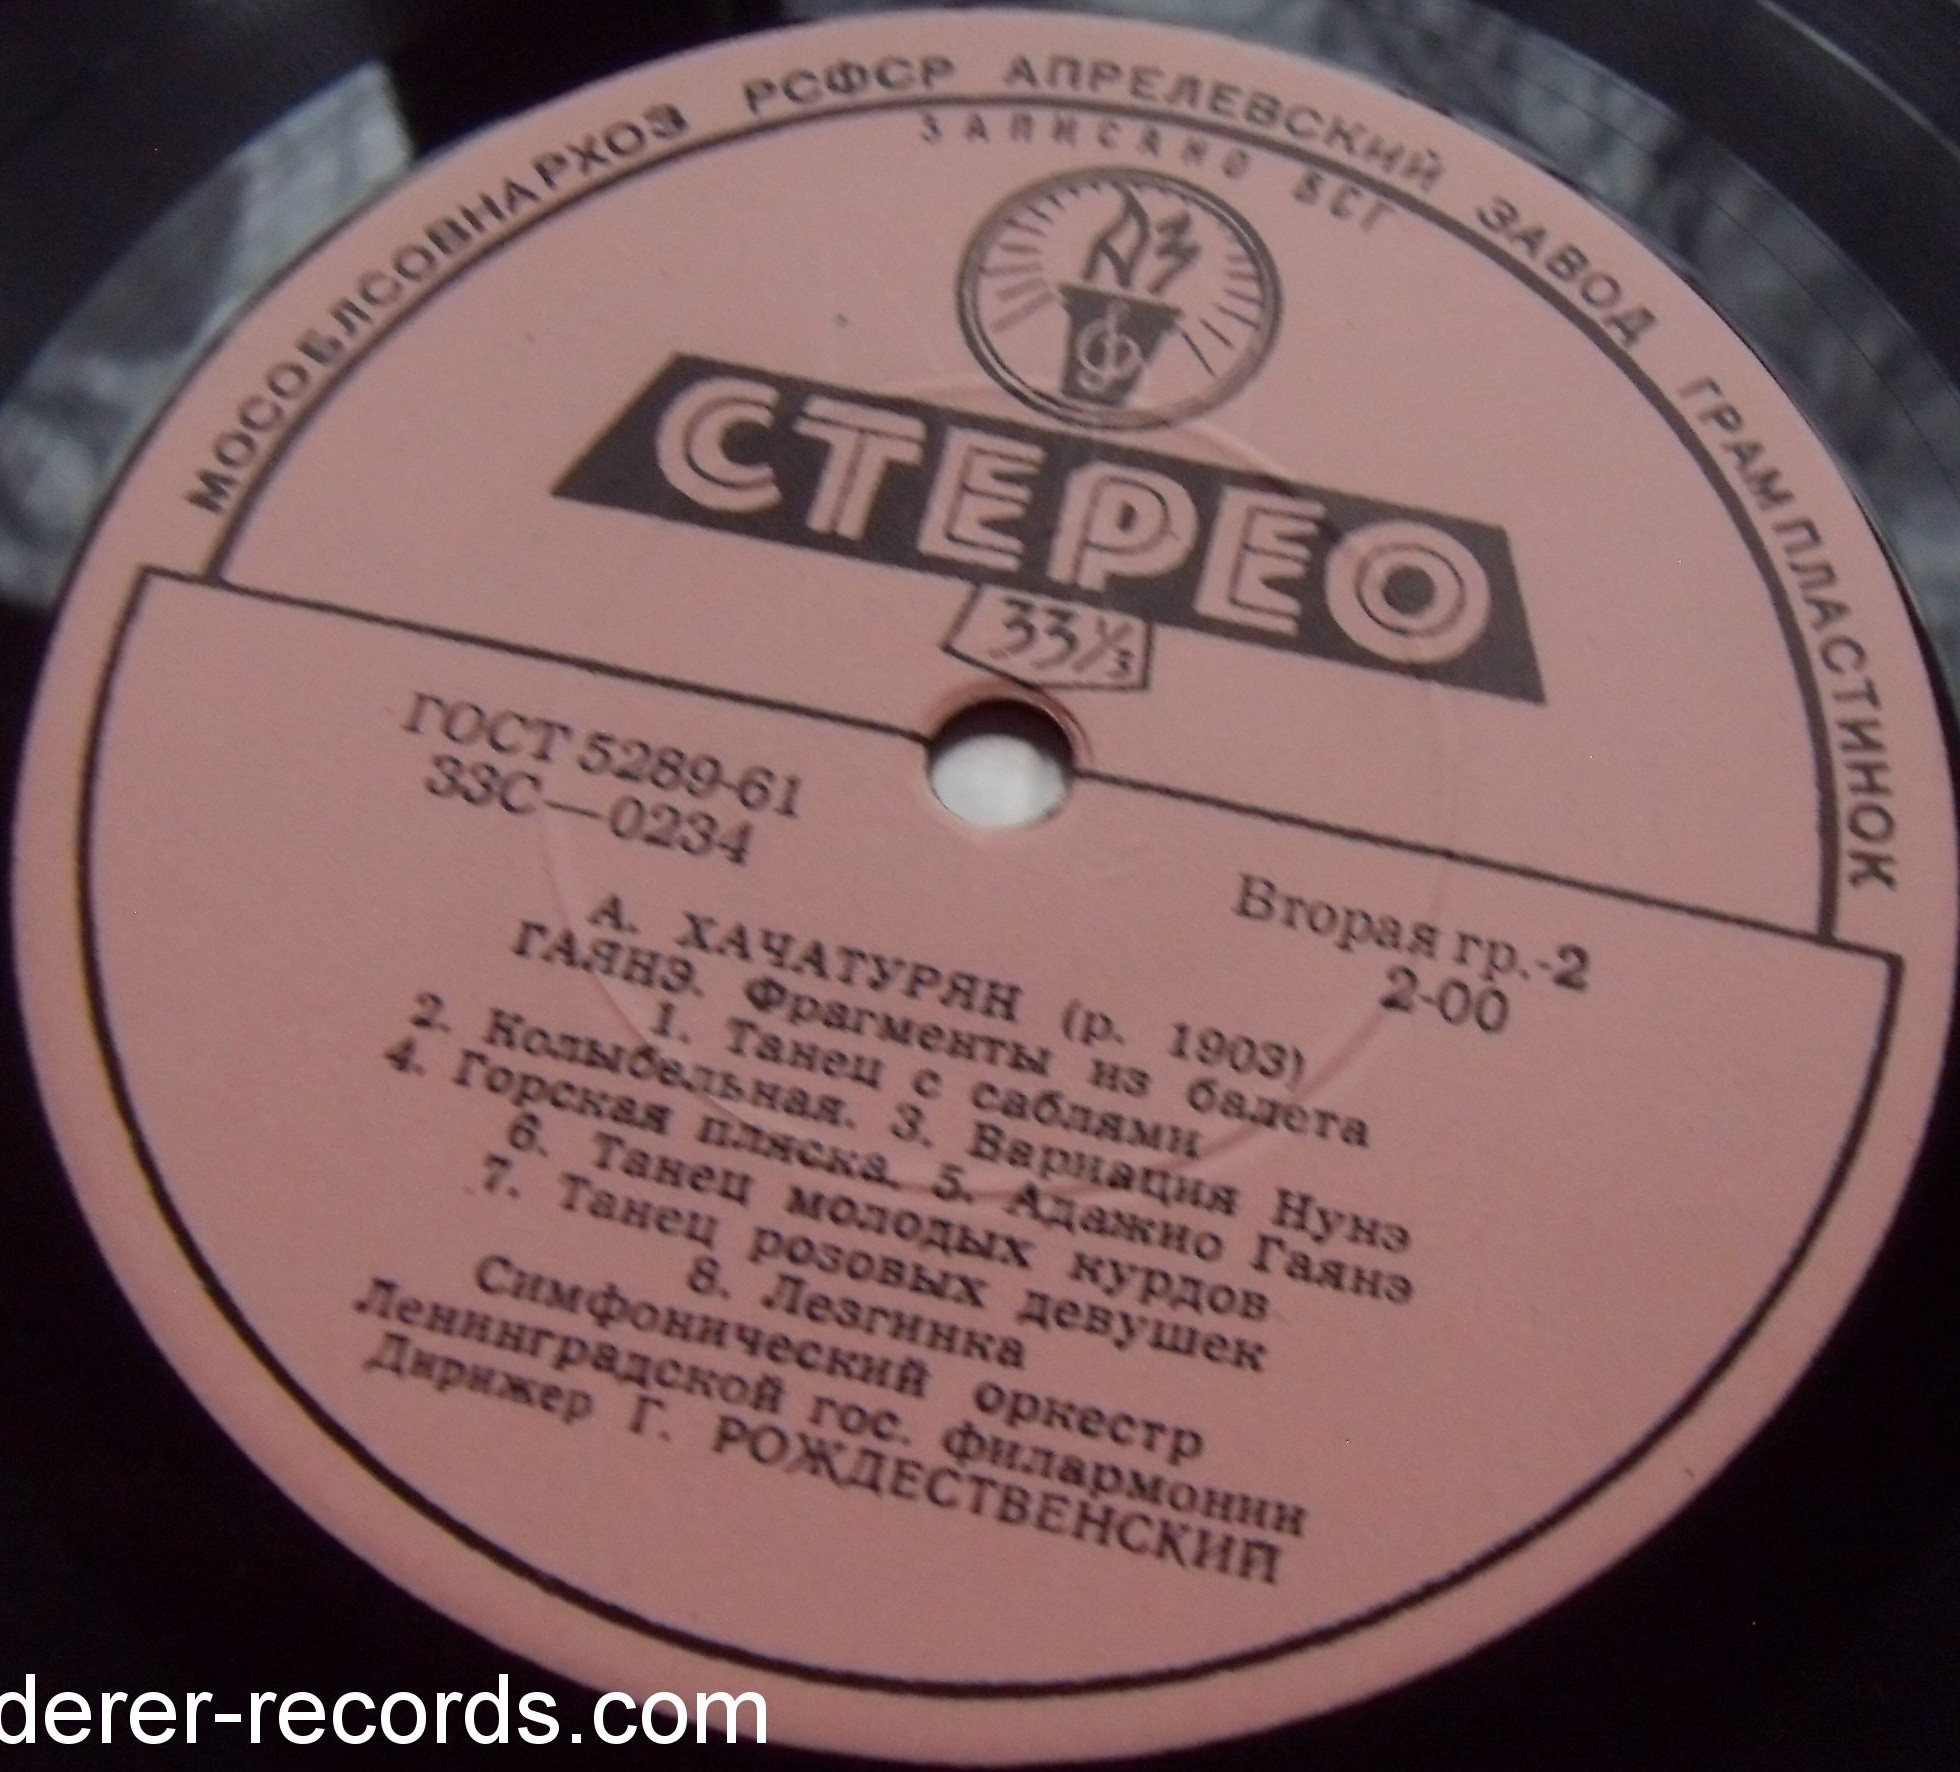 МОСОБЛСОВНАРХОЗ РСФСР АПРЕЛЕВСКИЙ ЗАВОД ГРАМПЛАСТИНОК
ЗАПИСАНО ВСГ
АЗ
СТЕРЕО
33⅓
ГОСТ 5289-61
33С—0234
Вторая гр.-2
2-00
А. ХАЧАТУРЯН (р. 1903)
ГАЯНЭ. Фрагменты из балета
1. Танец с саблями
2. Колыбельная. 3. Вариация Нунэ
4. Горская пляска. 5. Адажио Гаянэ
6. Танец молодых курдов
7. Танец розовых девушек
8. Лезгинка
Симфонический оркестр
Ленинградской гос. филармонии
Дирижер Г. РОЖДЕСТВЕНСКИЙ
derer-records.com